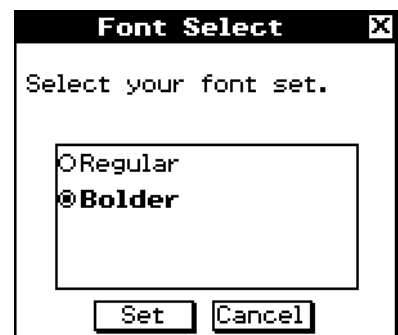 Font Select X
Select your font set.
Regular
Bolder
Set Cancel